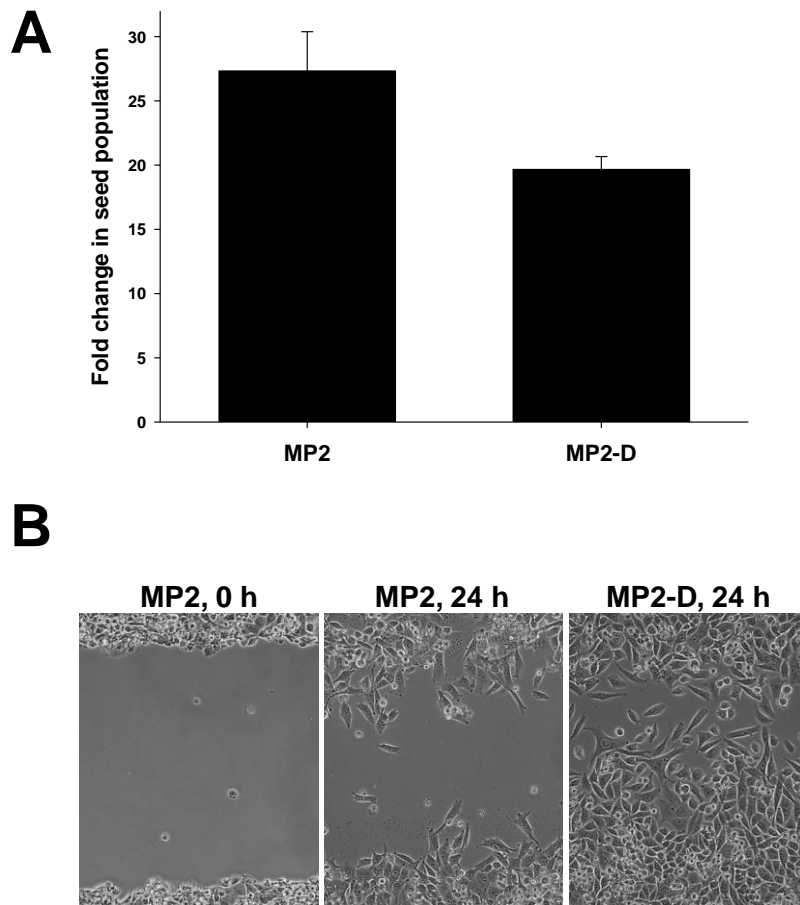 A
Fold change in seed population
30
25
20
15
10
5
0
MP2
MP2-D
B
MP2, 0 h
MP2, 24 h
MP2-D, 24 h